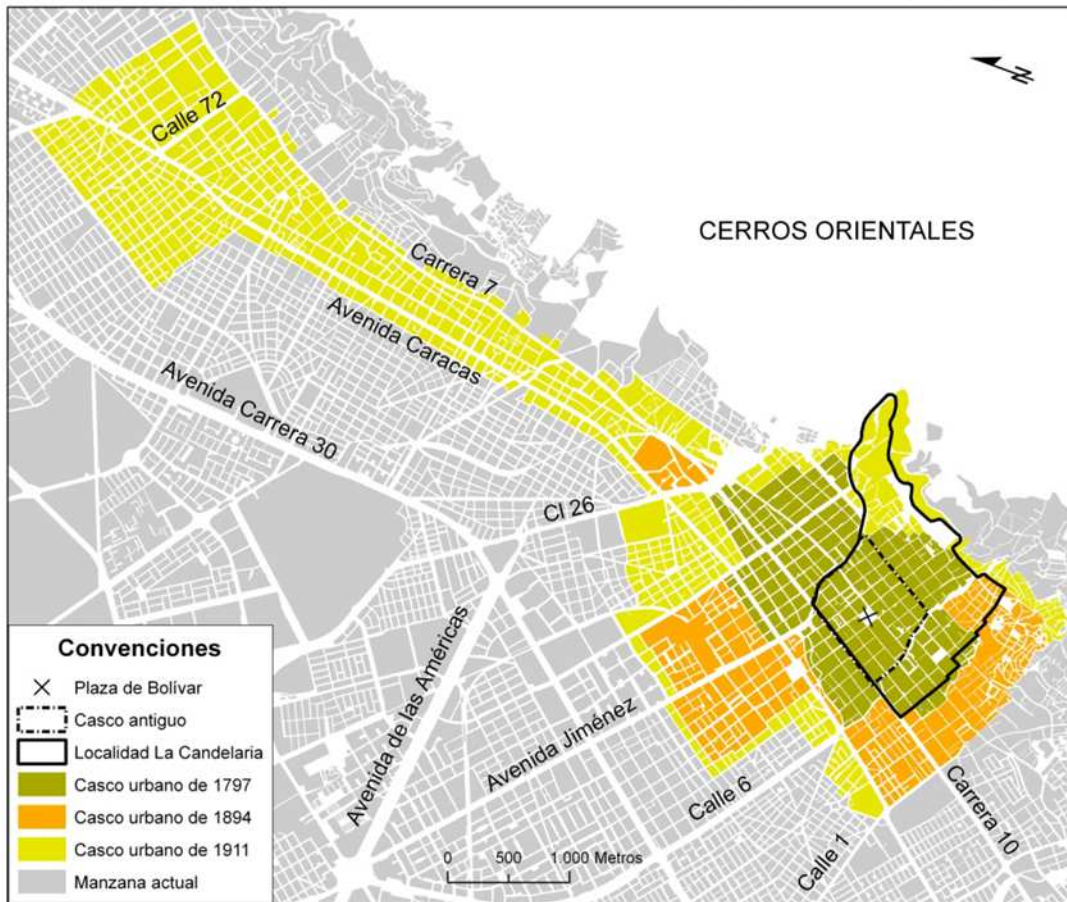 N
Calle 72
CERROS ORIENTALES
Carrera 7
Avenida Caracas
Avenida Carrera 30
Cl 26
Avenida de las Américas
Avenida Jiménez
Calle 6
Calle 1
Carrera 10
0 500 1.000 Metros
Convenciones
Plaza de Bolívar
Casco antiguo
Localidad La Candelaria
Casco urbano de 1797
Casco urbano de 1894
Casco urbano de 1911
Manzana actual